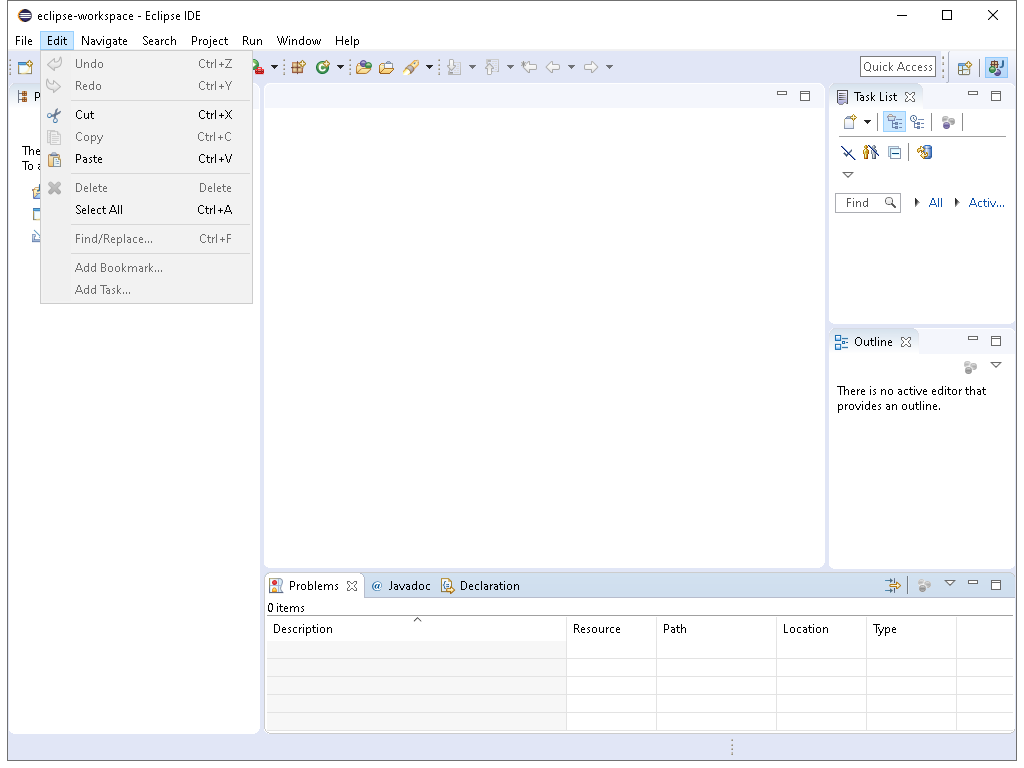 eclipse-workspace - Eclipse IDE
File Edit Navigate Search Project Run Window Help
Undo Ctrl+Z
Redo Ctrl+Y
Cut Ctrl+X
Copy Ctrl+C
Paste Ctrl+V
Delete Delete
Select All Ctrl+A
Find/Replace... Ctrl+F
Add Bookmark...
Add Task...
Quick Access
P
The
To a
Task List
Find All Activ...
Outline
There is no active editor that
provides an outline.
Problems @ Javadoc Declaration
0 items
Description Resource Path Location Type